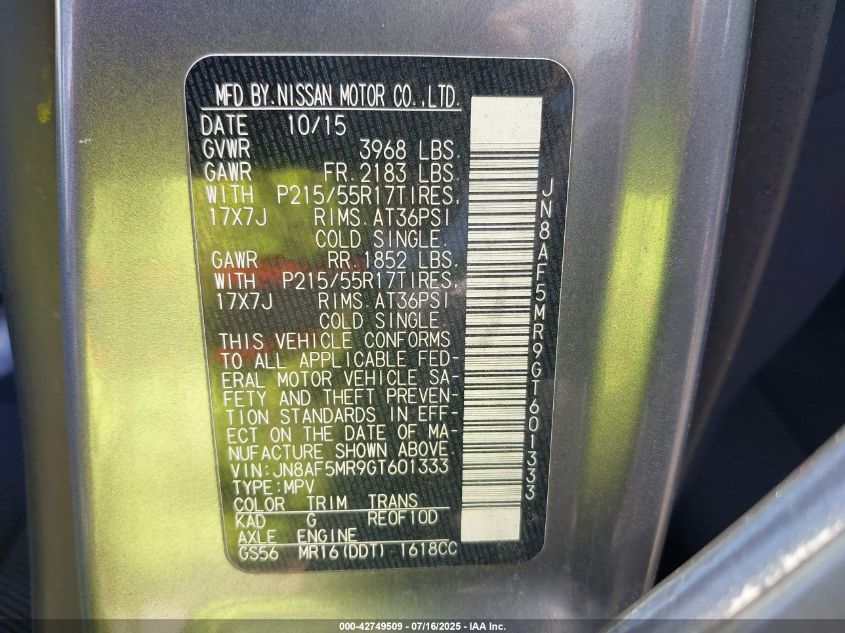 MFD BY.NISSAN MOTOR CO.,LTD.
DATE 10/15
GVWR 3968 LBS.
GAWR FR. 2183 LBS.
WITH P215/55R17TIRES,
17X7J RIMS. AT36PSI
COLD SINGLE.
GAWR RR. 1852 LBS.
WITH P215/55R17TIRES,
17X7J RIMS. AT36PSI
COLD SINGLE.
THIS VEHICLE CONFORMS
TO ALL APPLICABLE FED-
ERAL MOTOR VEHICLE SA-
FETY AND THEFT PREVEN-
TION STANDARDS IN EFF-
ECT ON THE DATE OF MA-
NUFACTURE SHOWN ABOVE.
VIN:JN8AF5MR9GT601333
TYPE:MPV
COLOR TRIM TRANS
KAD G RE0F10D
AXLE ENGINE
GS56 MR16(DDT) 1618CC
JN8AF5MR9GT601333
000-42749509 - 07/16/2025 - IAA Inc.